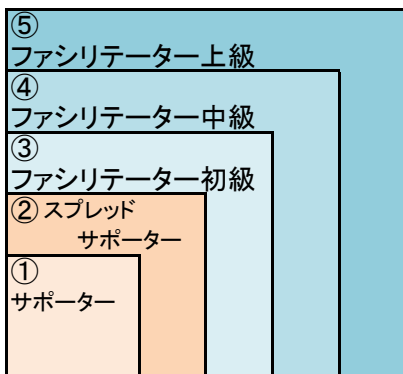 ⑤
ファシリテーター上級
④
ファシリテーター中級
③
ファシリテーター初級
②スプレッド
サポーター
①
サポーター